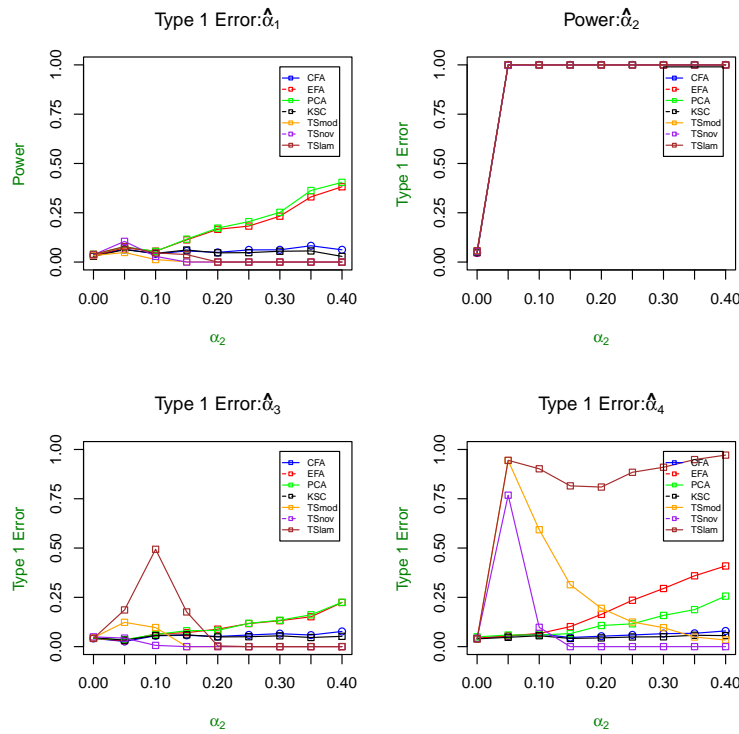 Type 1 Error:α̂₁
Power
1.00
0.75
0.50
0.25
0.00
CFA
EFA
PCA
KSC
TSmod
TSnov
TSlam
0.00 0.10 0.20 0.30 0.40
α₂
Power:α̂₂
Type 1 Error
1.00
0.75
0.50
0.25
0.00
CFA
EFA
PCA
KSC
TSmod
TSnov
TSlam
0.00 0.10 0.20 0.30 0.40
α₂
Type 1 Error:α̂₃
Type 1 Error
1.00
0.75
0.50
0.25
0.00
CFA
EFA
PCA
KSC
TSmod
TSnov
TSlam
0.00 0.10 0.20 0.30 0.40
α₂
Type 1 Error:α̂₄
Type 1 Error
1.00
0.75
0.50
0.25
0.00
CFA
EFA
PCA
KSC
TSmod
TSnov
TSlam
0.00 0.10 0.20 0.30 0.40
α₂